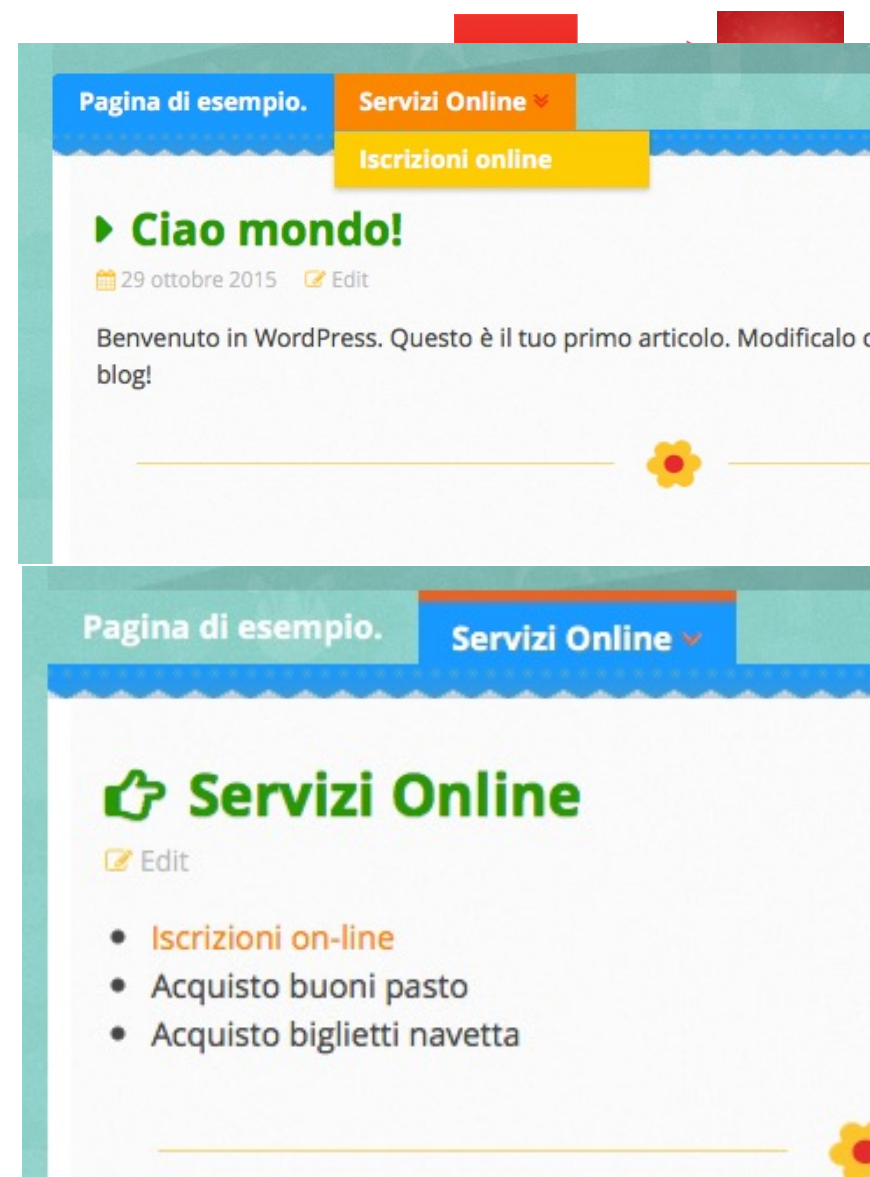 Pagina di esempio. Servizi Online
Iscrizioni online
Ciao mondo!
29 ottobre 2015 Edit
Benvenuto in WordPress. Questo è il tuo primo articolo. Modificalo
blog!
Pagina di esempio. Servizi Online
Servizi Online
Edit
Iscrizioni on-line
Acquisto buoni pasto
Acquisto biglietti navetta